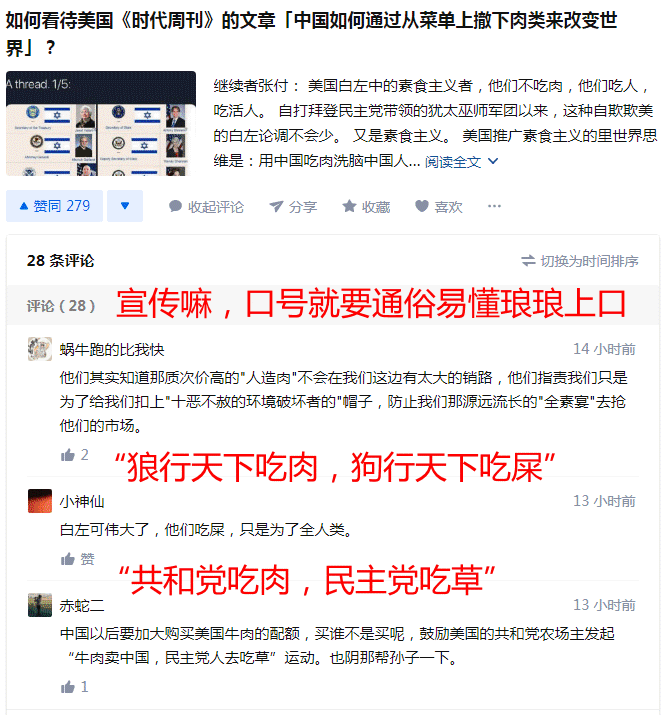 如何看待美国《时代周刊》的文章「中国如何通过从菜单上撤下肉类来改变世
界」？
A thread. 1/5:
继续者张付： 美国白左中的素食主义者，他们不吃肉，他们吃人，
吃活人。 自打拜登民主党带领的犹太巫师军团以来，这种自欺欺美
的白左论调不会少。 又是素食主义。 美国推广素食主义的里世界思
维是：用中国吃肉洗脑中国人... 阅读全文
赞同 279
收起评论
分享
收藏
喜欢
28 条评论
切换为时间排序
评论（28）
宣传嘛，口号就要通俗易懂琅琅上口
蜗牛跑的比我快
14 小时前
他们其实知道那质次价高的"人造肉"不会在我们这边有太大的销路，他们指责我们只是
为了给我们扣上"十恶不赦的环境破坏者的"帽子，防止我们那源远流长的"全素宴"去抢
他们的市场。
2
“狼行天下吃肉，狗行天下吃屎”
小神仙
13 小时前
白左可伟大了，他们吃屎，只是为了全人类。
赞
“共和党吃肉，民主党吃草”
赤蛇二
13 小时前
中国以后要加大购买美国牛肉的配额，买谁不是买呢，鼓励美国的共和党农场主发起
“牛肉卖中国，民主党人去吃草”运动。也阴那帮孙子一下。
1